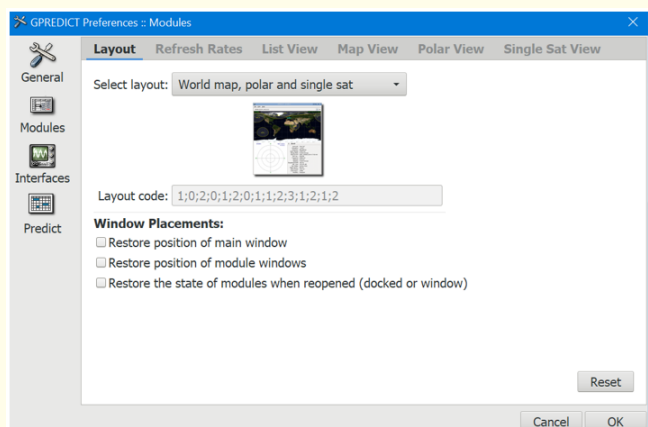 GPREDICT Preferences :: Modules
General
Modules
Interfaces
Predict
Layout Refresh Rates List View Map View Polar View Single Sat View
Select layout: World map, polar and single sat
Layout code: 1;0;2;0;1;2;0;1;1;2;3;1;2;1;2
Window Placements:
Restore position of main window
Restore position of module windows
Restore the state of modules when reopened (docked or window)
Reset
Cancel OK